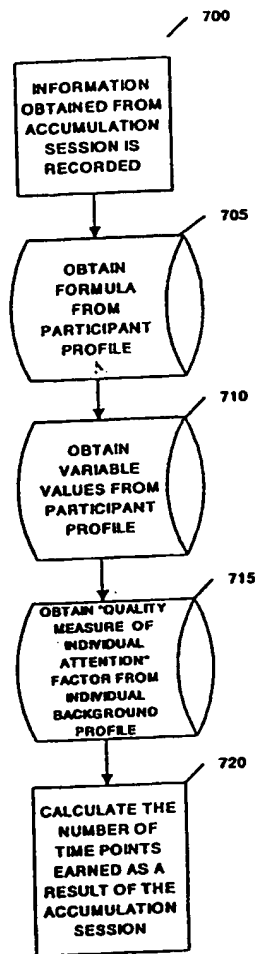 700
INFORMATION
OBTAINED FROM
ACCUMULATION
SESSION IS
RECORDED
705
OBTAIN
FORMULA
FROM
PARTICIPANT
PROFILE
710
OBTAIN
VARIABLE
VALUES FROM
PARTICIPANT
PROFILE
715
OBTAIN "QUALITY
MEASURE OF
INDIVIDUAL
ATTENTION"
FACTOR FROM
INDIVIDUAL
BACKGROUND
PROFILE
720
CALCULATE THE
NUMBER OF
TIME POINTS
EARNED AS A
RESULT OF THE
ACCUMULATION
SESSION